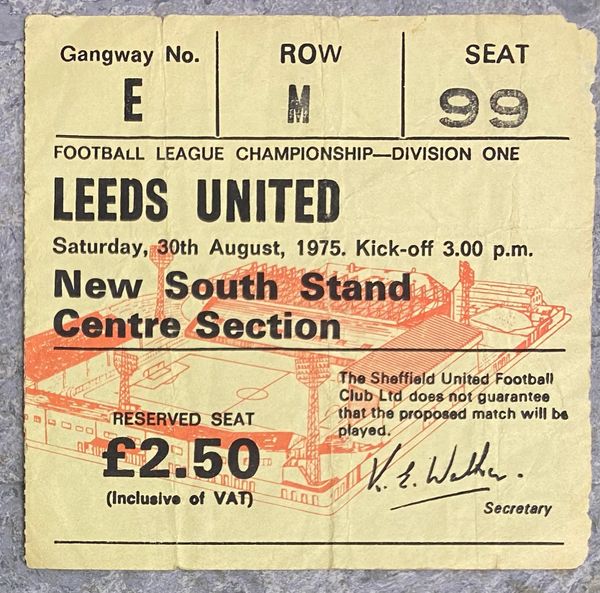 Gangway No. ROW SEAT
E M 99
FOOTBALL LEAGUE CHAMPIONSHIP—DIVISION ONE
LEEDS UNITED
Saturday, 30th August, 1975. Kick-off 3.00 p.m.
New South Stand
Centre Section
The Sheffield United Football
Club Ltd does not guarantee
that the proposed match will be
played.
RESERVED SEAT
£2.50
(Inclusive of VAT)
K. E. Walker.
Secretary